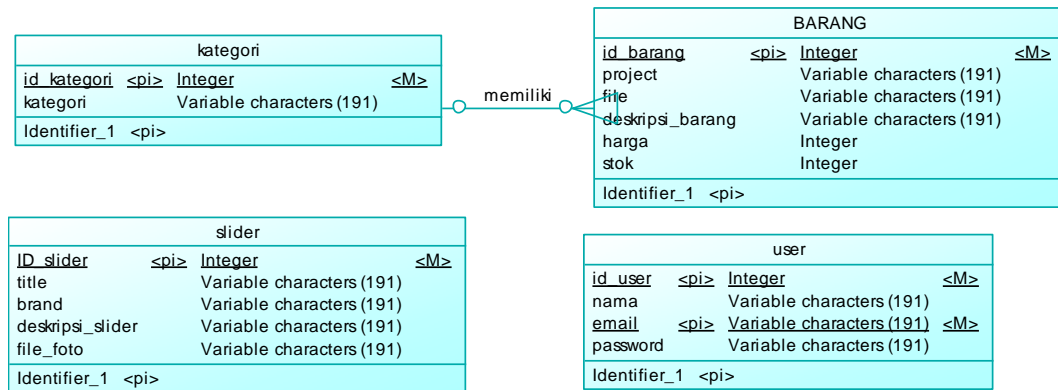 kategori
id_kategori <pi> Integer <M>
kategori Variable characters (191)
Identifier_1 <pi>
memiliki
BARANG
id_barang <pi> Integer <M>
project Variable characters (191)
file Variable characters (191)
deskripsi_barang Variable characters (191)
harga Integer
stok Integer
Identifier_1 <pi>
slider
ID_slider <pi> Integer <M>
title Variable characters (191)
brand Variable characters (191)
deskripsi_slider Variable characters (191)
file_foto Variable characters (191)
Identifier_1 <pi>
user
id_user <pi> Integer <M>
nama Variable characters (191)
email <pi> Variable characters (191) <M>
password Variable characters (191)
Identifier_1 <pi>